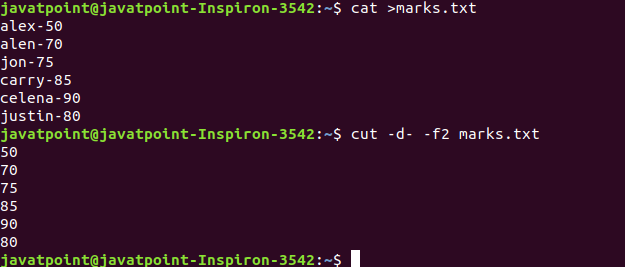 javatpoint@javatpoint-Inspiron-3542:~$ cat >marks.txt
alex-50
alen-70
jon-75
carry-85
celena-90
justin-80
javatpoint@javatpoint-Inspiron-3542:~$ cut -d- -f2 marks.txt
50
70
75
85
90
80
javatpoint@javatpoint-Inspiron-3542:~$